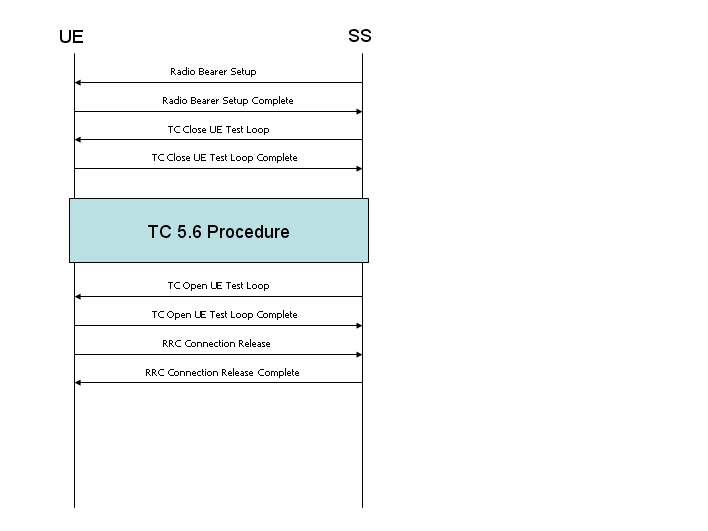 UE
SS
Radio Bearer Setup
Radio Bearer Setup Complete
TC Close UE Test Loop
TC Close UE Test Loop Complete
TC 5.6 Procedure
TC Open UE Test Loop
TC Open UE Test Loop Complete
RRC Connection Release
RRC Connection Release Complete